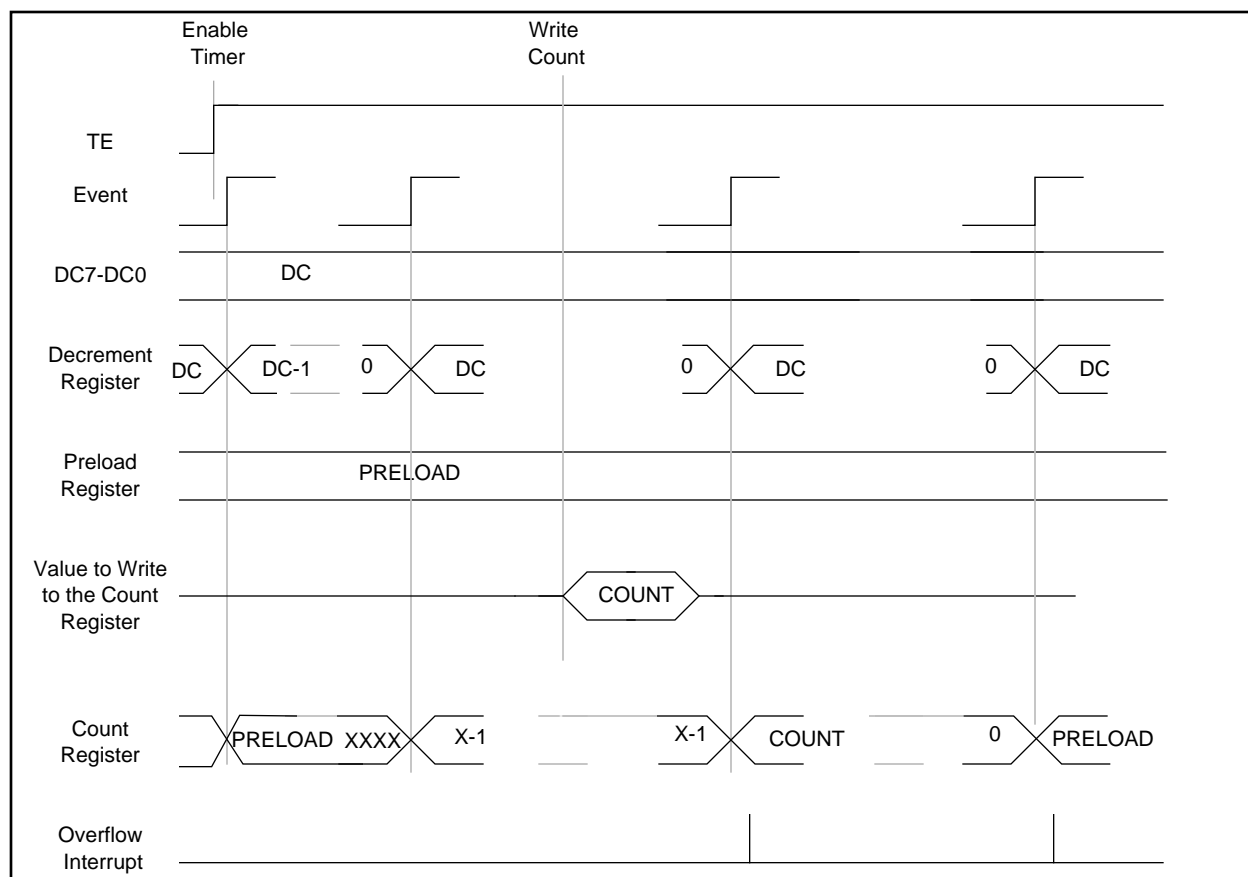 Enable
Timer
Write
Count
TE
Event
DC7-DC0
DC
Decrement
Register
DC
DC-1
0
DC
0
DC
0
DC
Preload
Register
PRELOAD
Value to Write
to the Count
Register
COUNT
Count
Register
PRELOAD
XXXX
X-1
X-1
COUNT
0
PRELOAD
Overflow
Interrupt